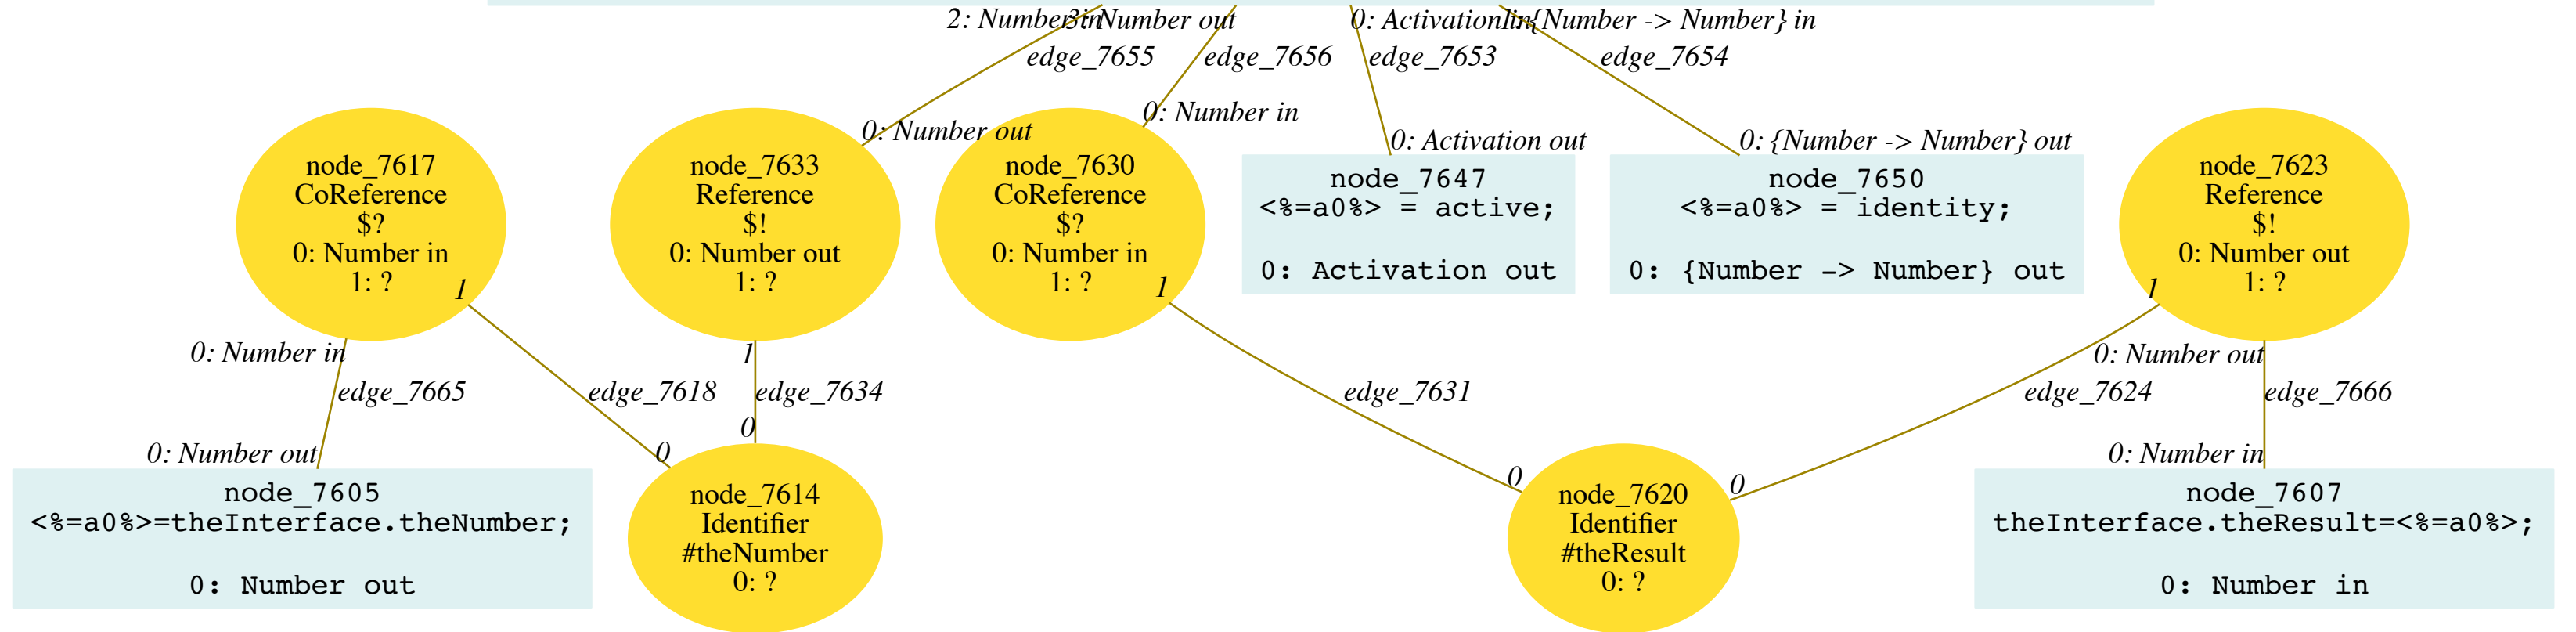 2: Number in
3: Number out
0: Activation in
1: {Number -> Number} in
edge_7655
edge_7656
edge_7653
edge_7654
0: Number out
0: Number in
0: Activation out
0: {Number -> Number} out
node_7617
CoReference
$?
0: Number in
1: ?
1
node_7633
Reference
$!
0: Number out
1: ?
node_7630
CoReference
$?
0: Number in
1: ?
1
node_7647
<%=a0%> = active;
0: Activation out
node_7650
<%=a0%> = identity;
0: {Number -> Number} out
node_7623
Reference
$!
0: Number out
1: ?
1
0: Number in
1
0: Number out
edge_7665
edge_7618
edge_7634
edge_7631
edge_7624
edge_7666
0: Number out
0
0
0
0
0: Number in
node_7605
<%=a0%>=theInterface.theNumber;
0: Number out
node_7614
Identifier
#theNumber
0: ?
node_7620
Identifier
#theResult
0: ?
node_7607
theInterface.theResult=<%=a0%>;
0: Number in